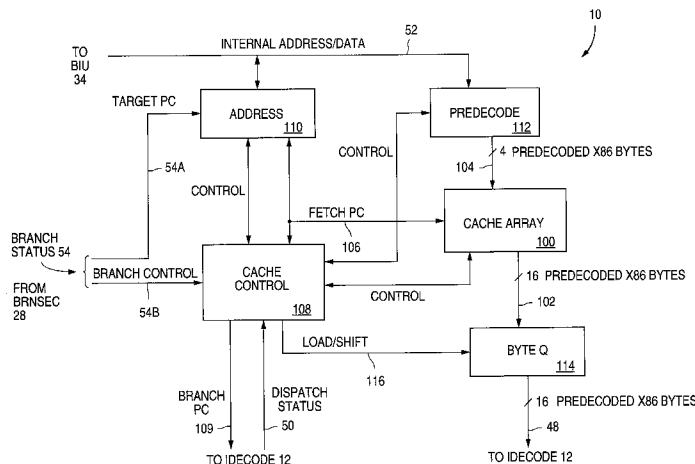 10
INTERNAL ADDRESS/DATA
52
TO
BIU
34
TARGET PC
ADDRESS
110
PREDECODE
112
54A
CONTROL
CONTROL
4 PREDECODED X86 BYTES
104
FETCH PC
106
CACHE ARRAY
100
BRANCH
STATUS 54
BRANCH CONTROL
FROM
BRNSEC
28
54B
CACHE
CONTROL
108
CONTROL
16 PREDECODED X86 BYTES
102
LOAD/SHIFT
116
BYTE Q
114
BRANCH
PC
109
DISPATCH
STATUS
50
16 PREDECODED X86 BYTES
48
TO IDECODE 12
TO IDECODE 12